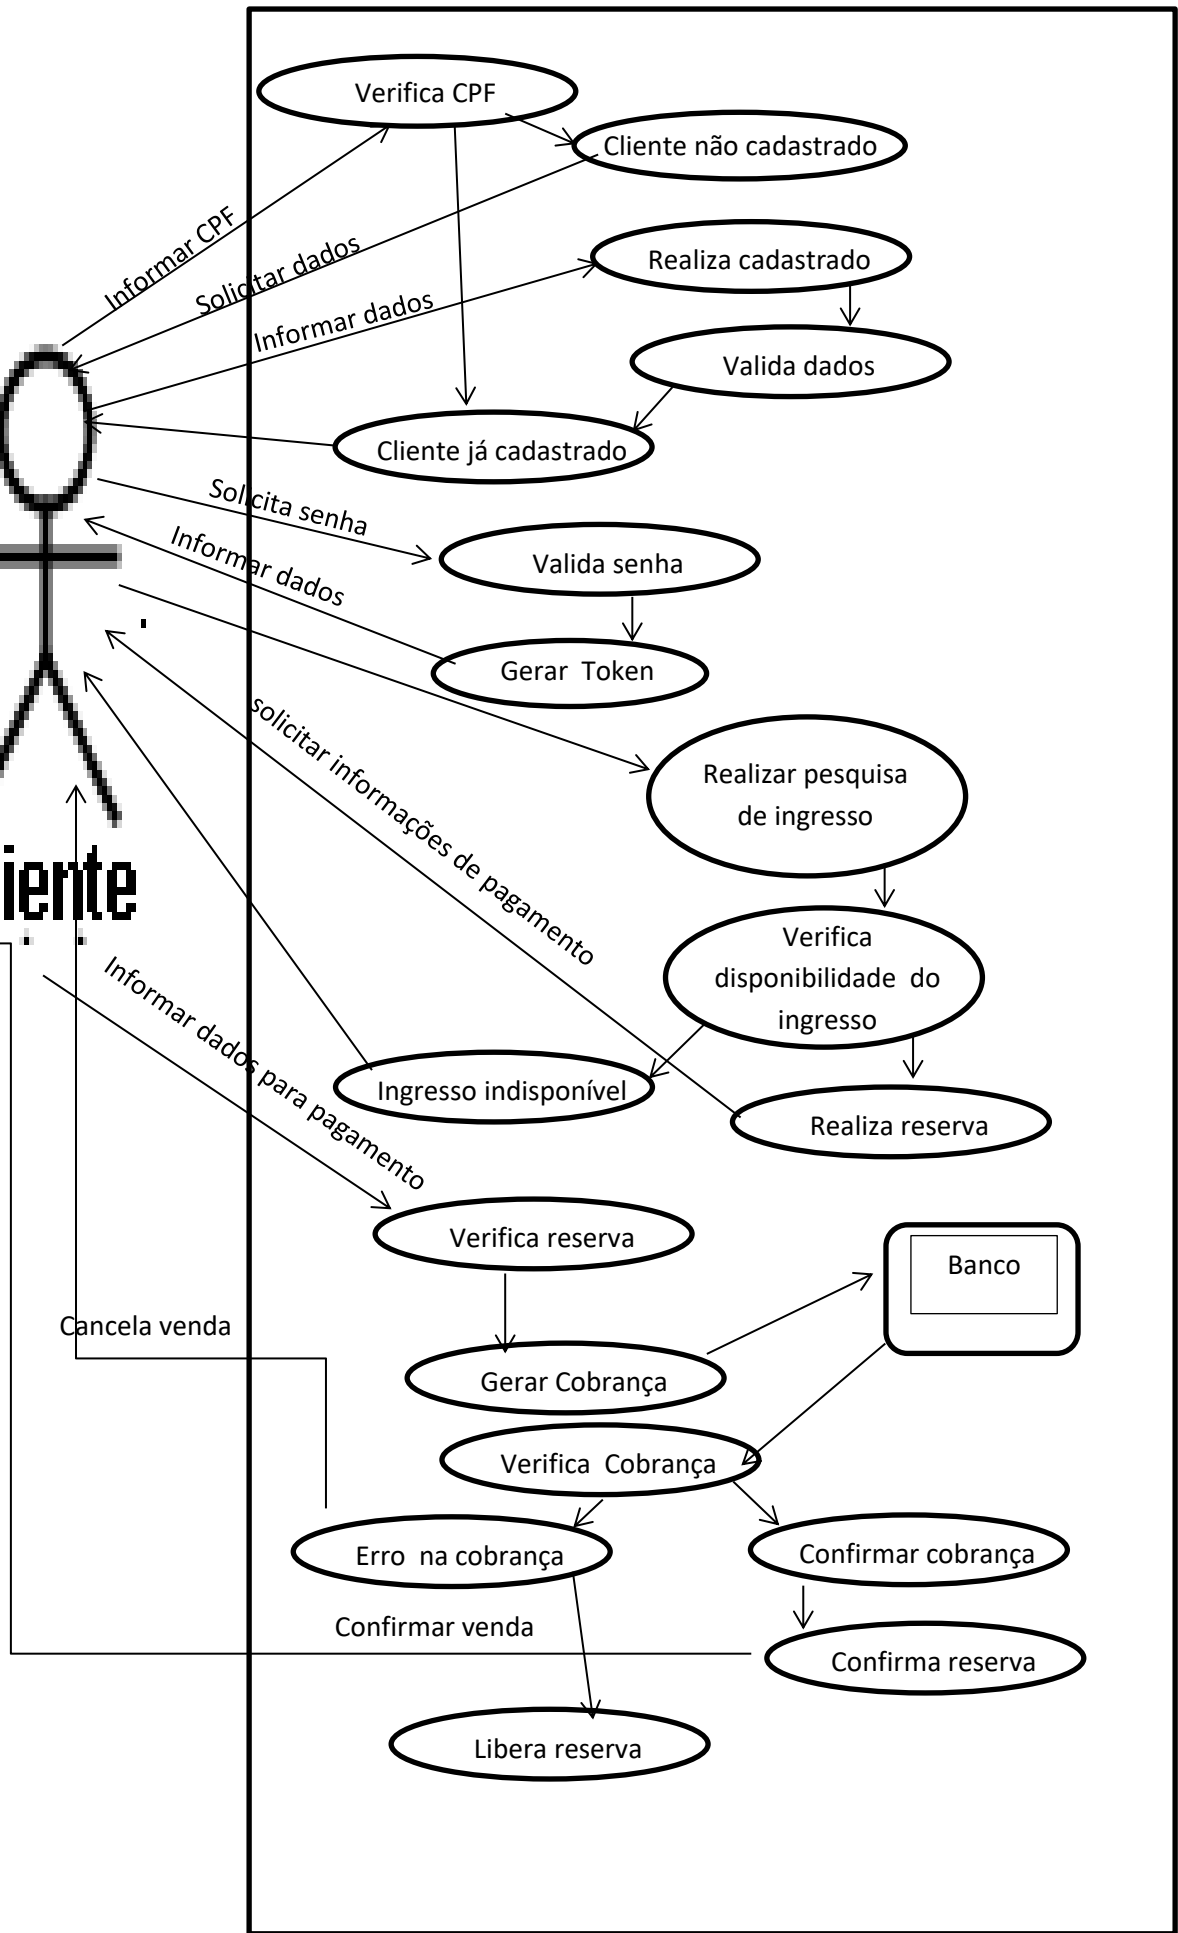 Verifica CPF
Cliente não cadastrado
Informar CPF
Solicitar dados
Realiza cadastrado
Informar dados
Valida dados
Cliente já cadastrado
Solicita senha
Informar dados
Valida senha
Gerar Token
solicitar informações de pagamento
Realizar pesquisa
de ingresso
iente
Verifica
disponibilidade do
ingresso
Informar dados para pagamento
Ingresso indisponível
Realiza reserva
Verifica reserva
Banco
Cancela venda
Gerar Cobrança
Verifica Cobrança
Erro na cobrança
Confirmar cobrança
Confirmar venda
Confirma reserva
Libera reserva